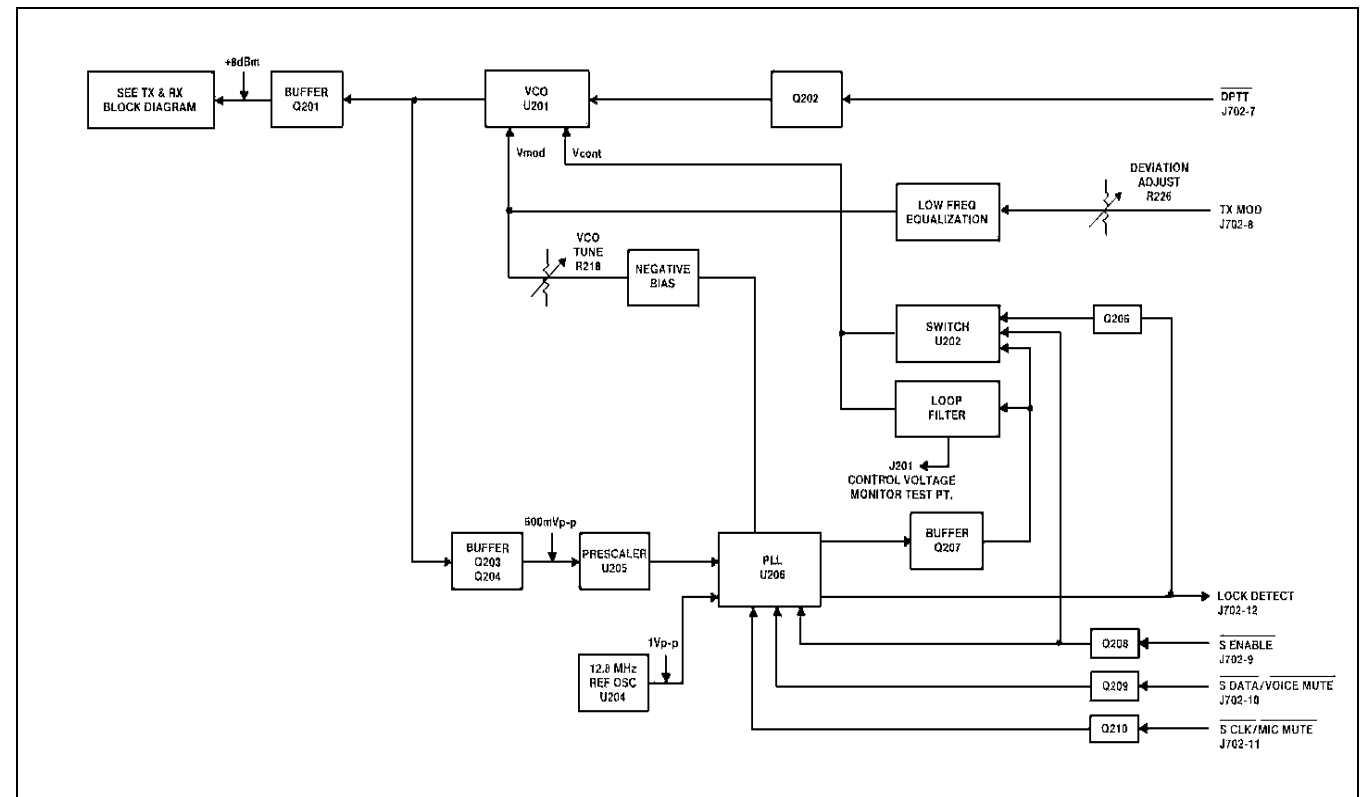 +8dBm
SEE TX & RX
BLOCK DIAGRAM
BUFFER
Q201
VCO
U201
Q202
DPTT
J702-7
Vmod
Vcont
DEVIATION
ADJUST
R226
LOW FREQ
EQUALIZATION
TX MOD
J702-8
VCO
TUNE
R218
NEGATIVE
BIAS
SWITCH
U202
Q206
LOOP
FILTER
J201
CONTROL VOLTAGE
MONITOR TEST PT.
600mVp-p
BUFFER
Q203
Q204
PRESCALER
U205
PLL
U206
BUFFER
Q207
LOCK DETECT
J702-12
1Vp-p
12.8 MHz
REF OSC
U204
Q208
S ENABLE
J702-9
Q209
S DATA/VOICE MUTE
J702-10
Q210
S CLK/MIC MUTE
J702-11